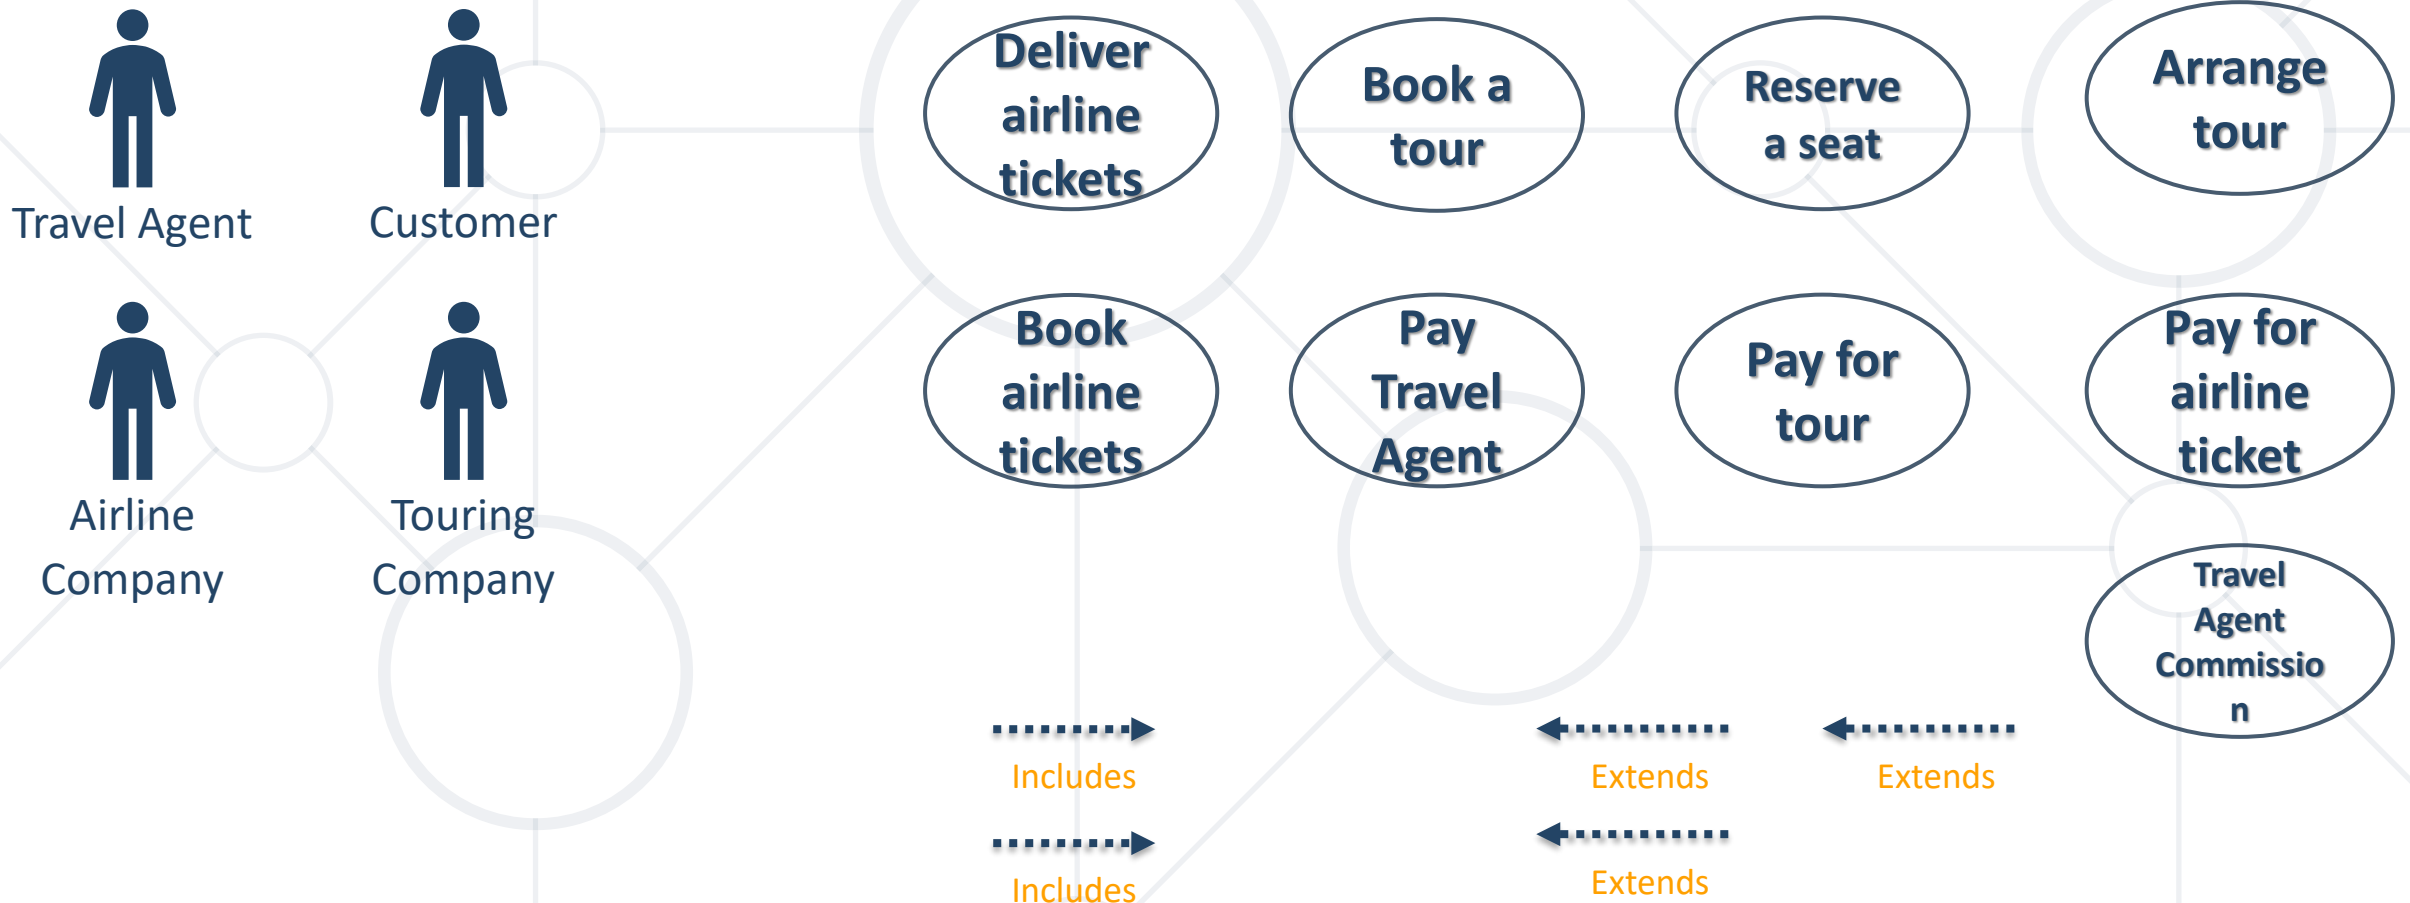 Travel Agent
Customer
Airline
Company
Touring
Company
Deliver
airline
tickets
Book a
tour
Reserve
a seat
Arrange
tour
Book
airline
tickets
Pay
Travel
Agent
Pay for
tour
Pay for
airline
ticket
Travel
Agent
Commissio
n
Includes
Extends
Extends
Includes
Extends